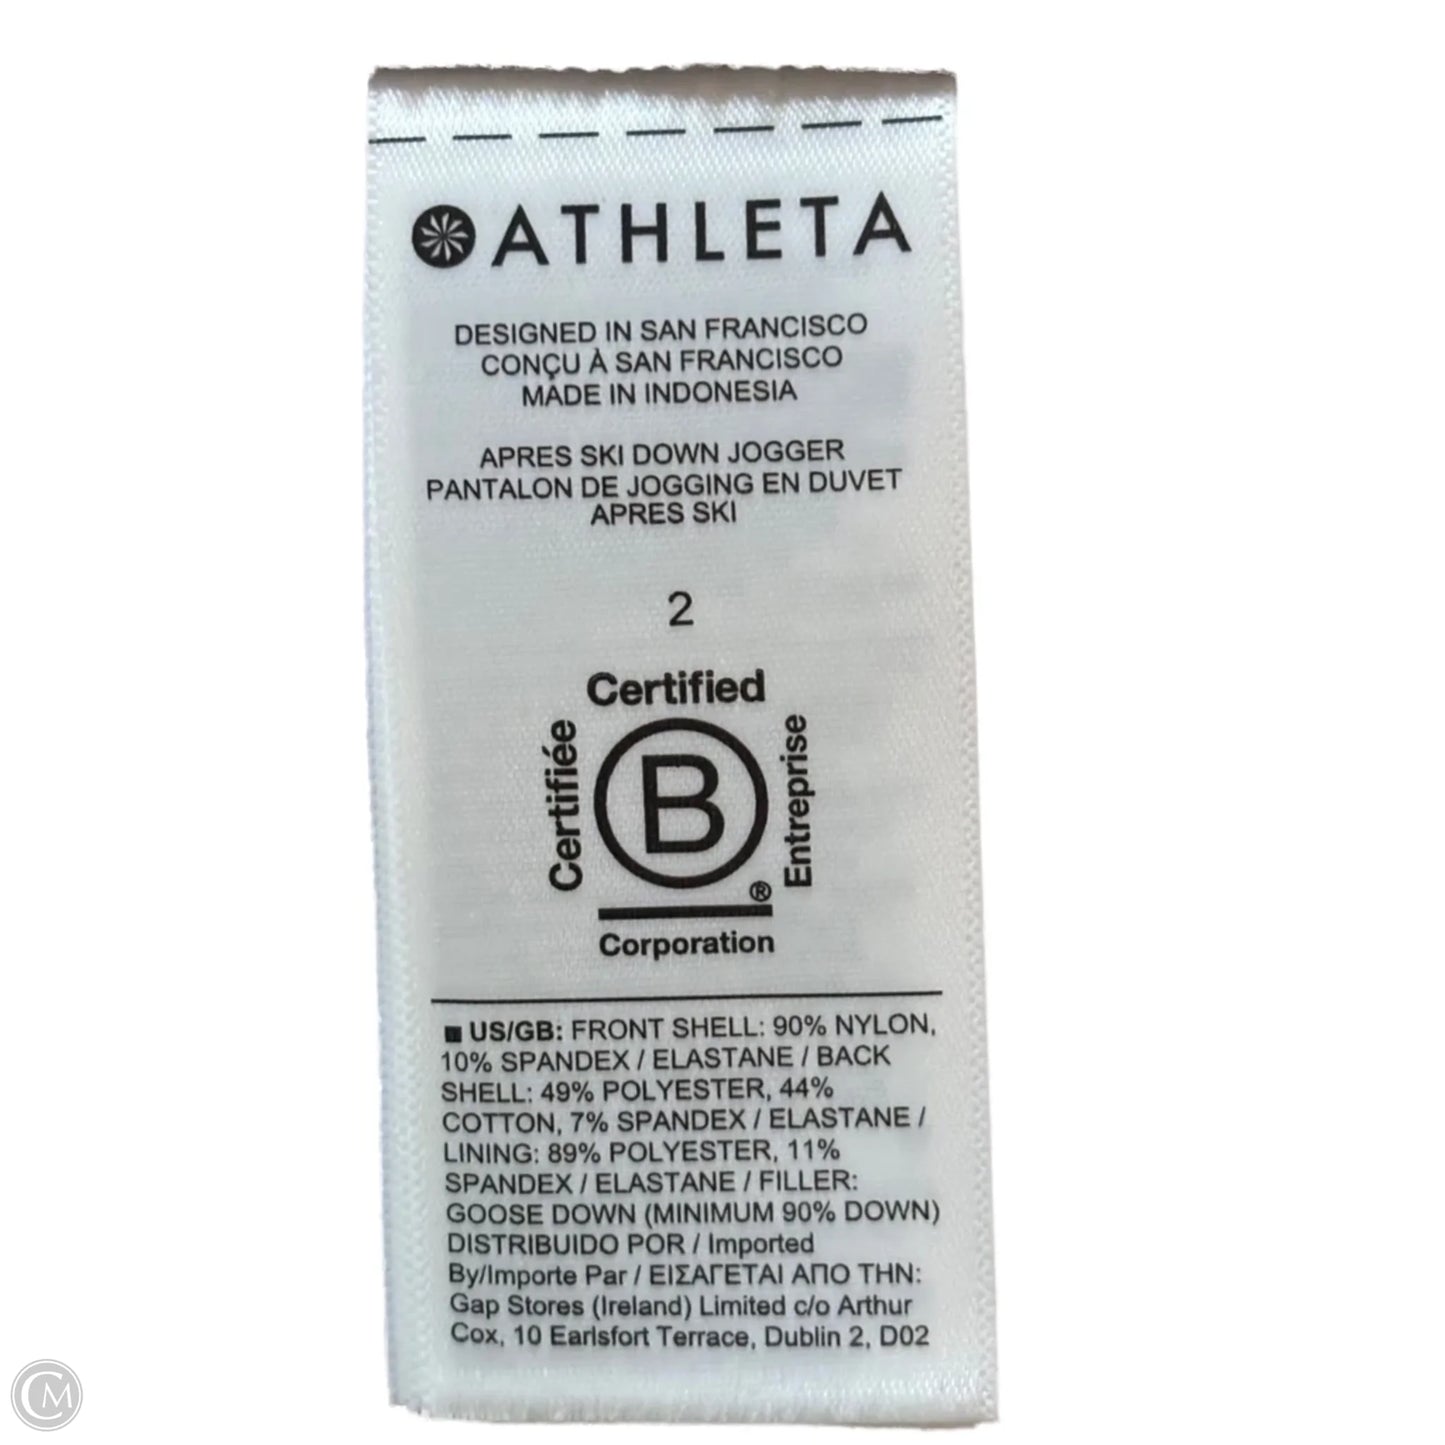 ATHLETA
DESIGNED IN SAN FRANCISCO
CONÇU À SAN FRANCISCO
MADE IN INDONESIA
APRES SKI DOWN JOGGER
PANTALON DE JOGGING EN DUVET
APRES SKI
2
Certified
Certifiée
B
Entreprise
®
Corporation
■ US/GB: FRONT SHELL: 90% NYLON,
10% SPANDEX / ELASTANE / BACK
SHELL: 49% POLYESTER, 44%
COTTON, 7% SPANDEX / ELASTANE /
LINING: 89% POLYESTER, 11%
SPANDEX / ELASTANE / FILLER:
GOOSE DOWN (MINIMUM 90% DOWN)
DISTRIBUIDO POR / Imported
By/Importe Par / ΕΙΣΑΓΕΤΑΙ ΑΠΟ ΤΗΝ:
Gap Stores (Ireland) Limited c/o Arthur
Cox, 10 Earlsfort Terrace, Dublin 2, D02
CM